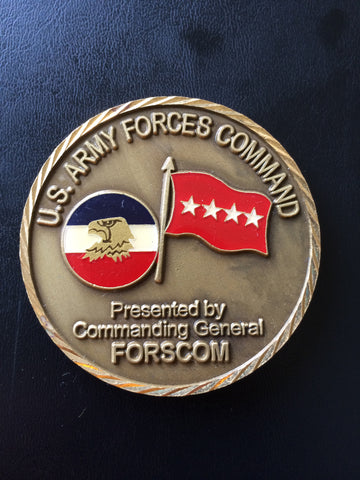 U.S. ARMY FORCES COMMAND
Presented by
Commanding General
FORSCOM